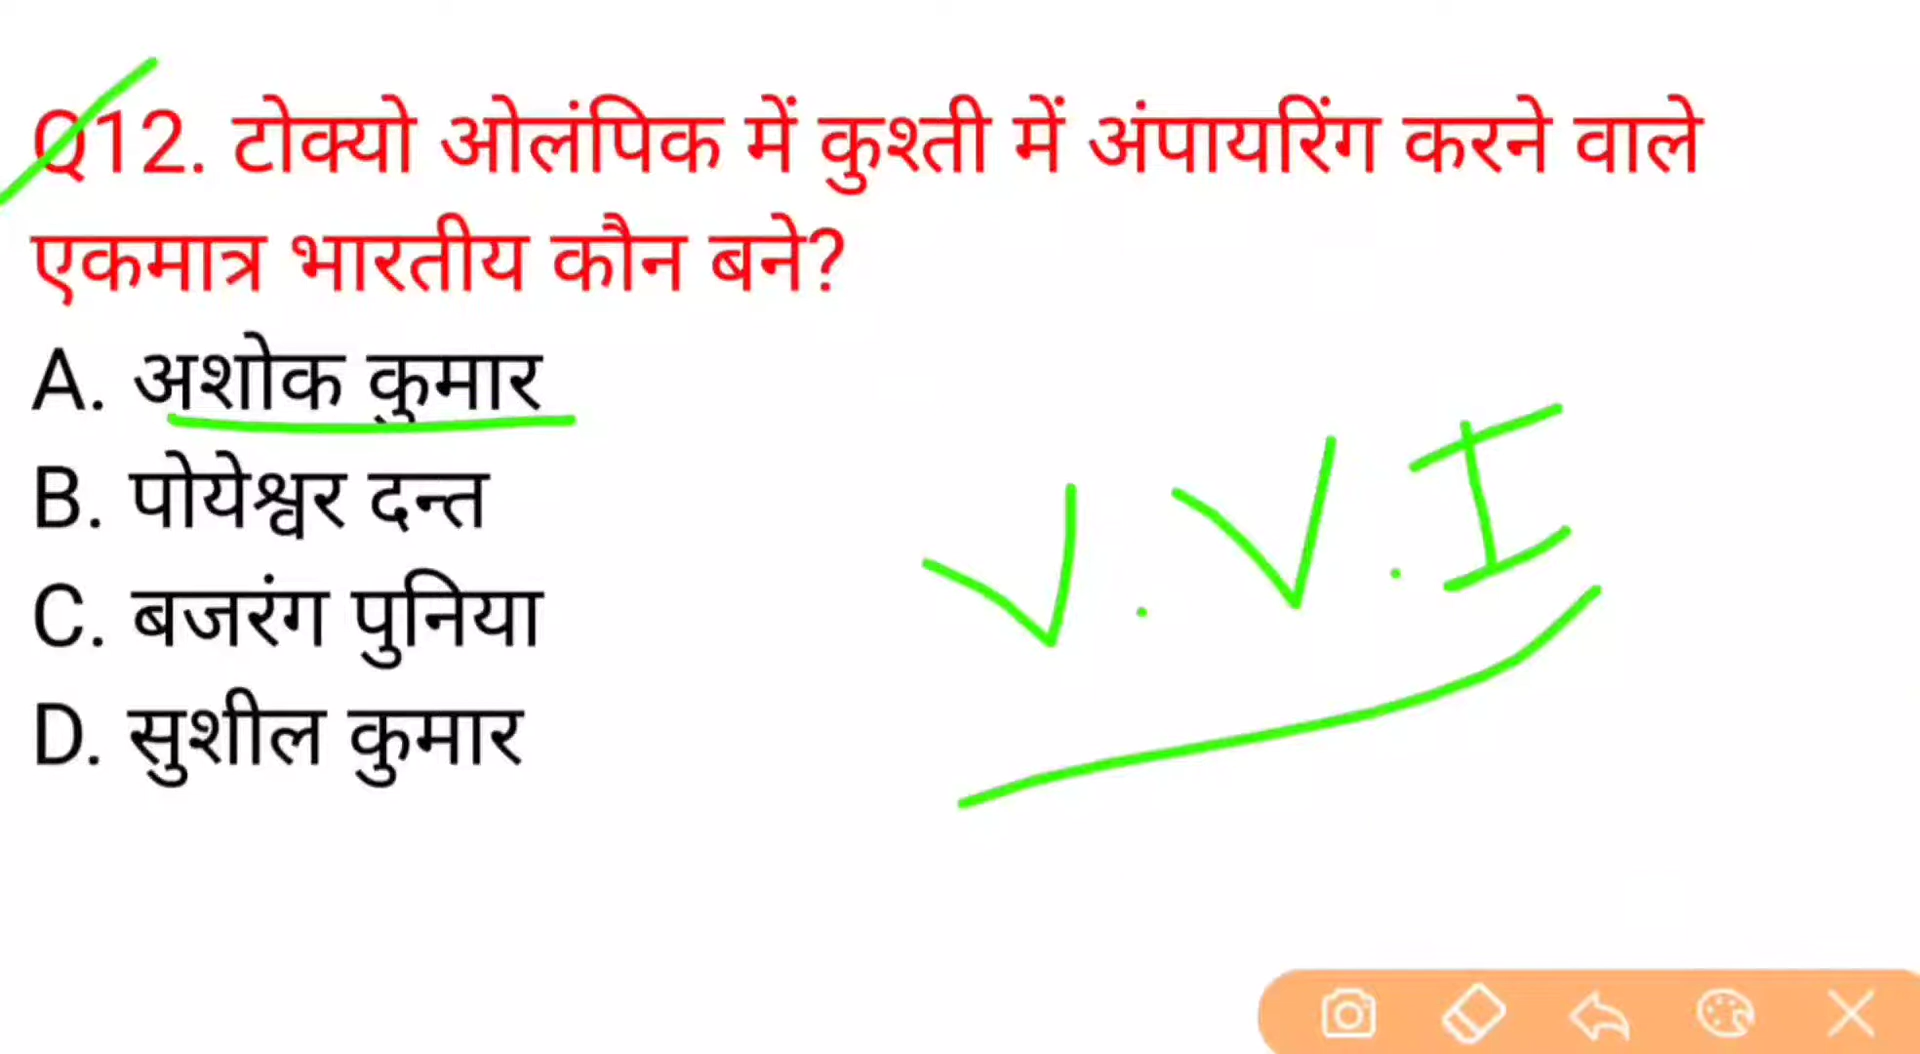 Q12. टोक्यो ओलंपिक में कुश्ती में अंपायरिंग करने वाले
एकमात्र भारतीय कौन बने?
A. अशोक कुमार
B. पोयेश्वर दन्त
C. बजरंग पुनिया
D. सुशील कुमार
V.V.I